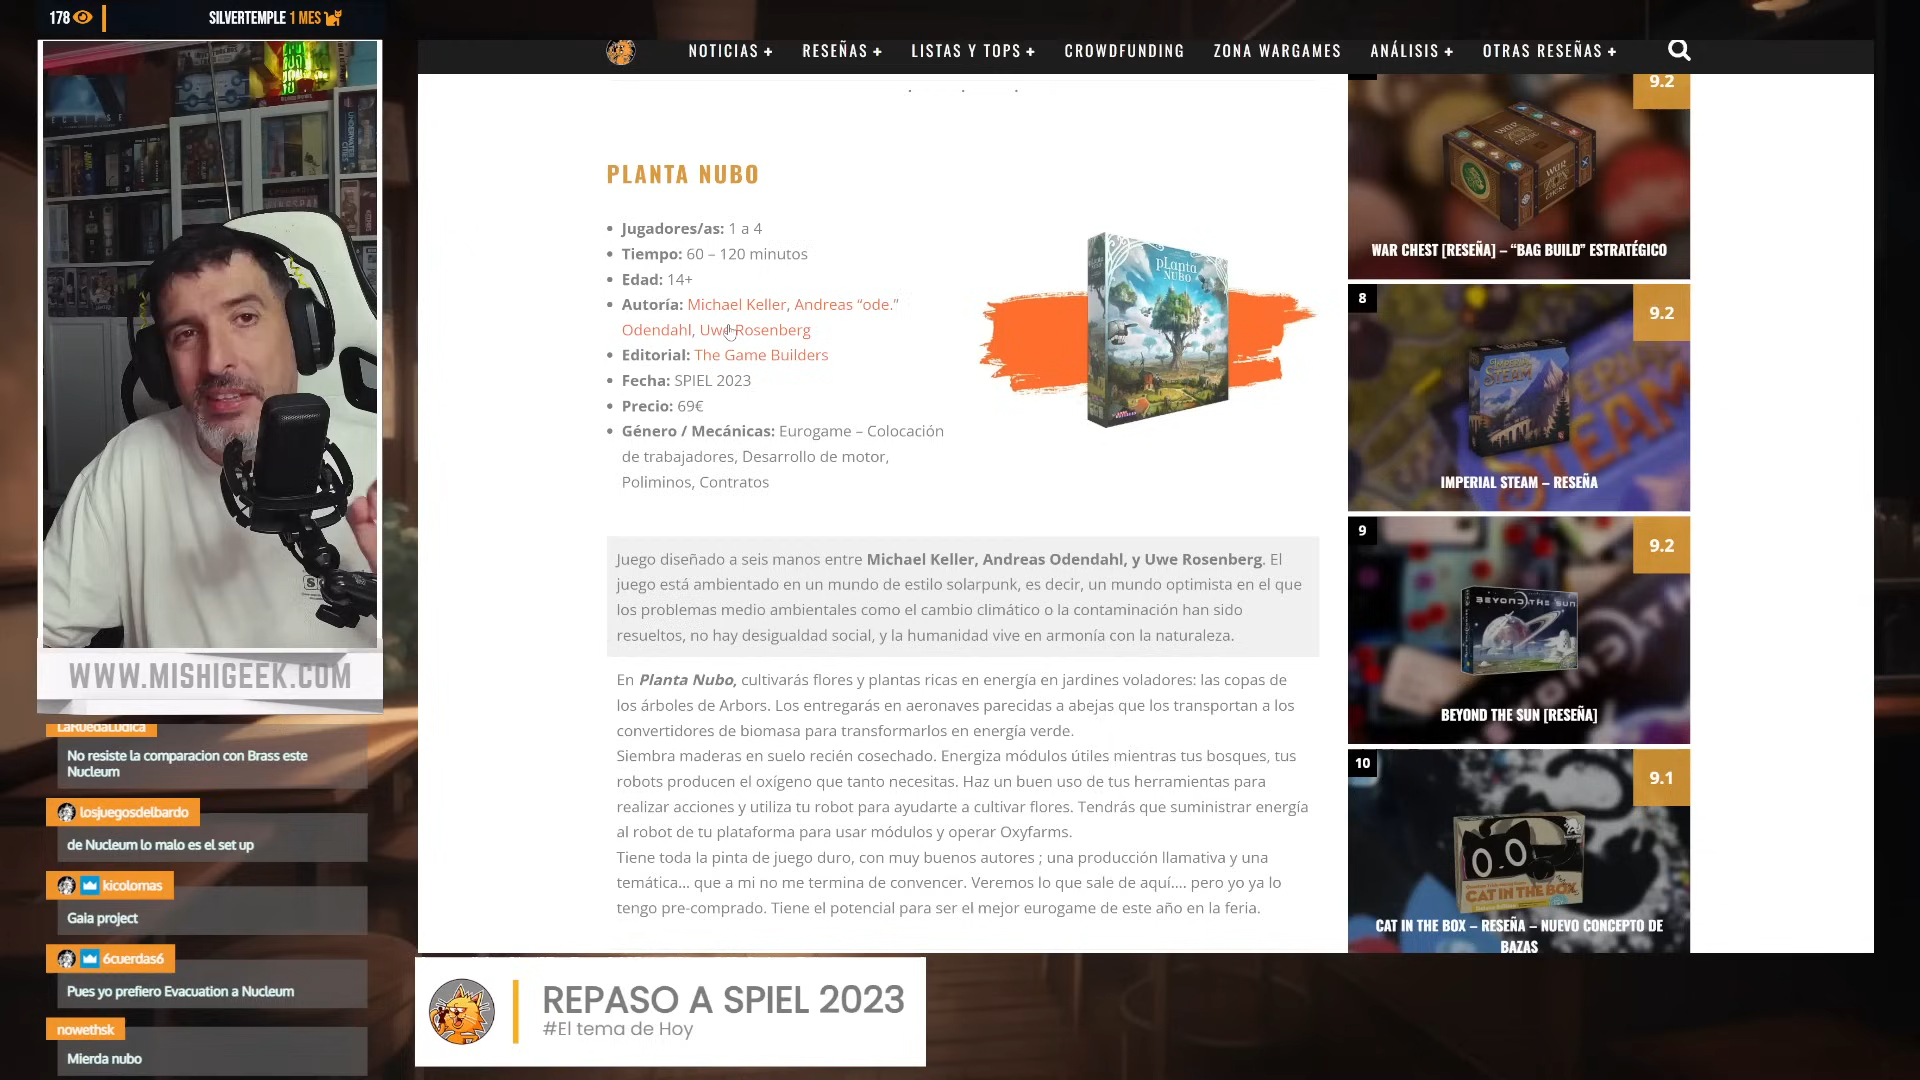 178
SILVERTEMPLE 1 MES
NOTICIAS +
RESEÑAS +
LISTAS Y TOPS +
CROWDFUNDING
ZONA WARGAMES
ANÁLISIS +
OTRAS RESEÑAS +
PLANTA NUBO
Jugadores/as: 1 a 4
Tiempo: 60 – 120 minutos
Edad: 14+
Autoría: Michael Keller, Andreas “ode.”
Odendahl, Uwe Rosenberg
Editorial: The Game Builders
Fecha: SPIEL 2023
Precio: 69€
Género / Mecánicas: Eurogame – Colocación
de trabajadores, Desarrollo de motor,
Poliminos, Contratos
pLanta
NUBO
Juego diseñado a seis manos entre Michael Keller, Andreas Odendahl, y Uwe Rosenberg. El
juego está ambientado en un mundo de estilo solarpunk, es decir, un mundo optimista en el que
los problemas medio ambientales como el cambio climático o la contaminación han sido
resueltos, no hay desigualdad social, y la humanidad vive en armonía con la naturaleza.
En Planta Nubo, cultivarás flores y plantas ricas en energía en jardines voladores: las copas de
los árboles de Arbors. Los entregarás en aeronaves parecidas a abejas que los transportan a los
convertidores de biomasa para transformarlos en energía verde.
Siembra maderas en suelo recién cosechado. Energiza módulos útiles mientras tus bosques, tus
robots producen el oxígeno que tanto necesitas. Haz un buen uso de tus herramientas para
realizar acciones y utiliza tu robot para ayudarte a cultivar flores. Tendrás que suministrar energía
al robot de tu plataforma para usar módulos y operar Oxyfarms.
Tiene toda la pinta de juego duro, con muy buenos autores ; una producción llamativa y una
temática... que a mi no me termina de convencer. Veremos lo que sale de aquí.... pero yo ya lo
tengo pre-comprado. Tiene el potencial para ser el mejor eurogame de este año en la feria.
9.2
WAR CHEST
WAR CHEST [RESEÑA] – “BAG BUILD” ESTRATÉGICO
8
9.2
IMPERIAL STEAM
IMPERIAL STEAM – RESEÑA
9
9.2
BEYOND THE SUN
BEYOND THE SUN [RESEÑA]
10
9.1
CAT IN THE BOX
CAT IN THE BOX – RESEÑA – NUEVO CONCEPTO DE
BAZAS
ECLIPSE
UNDERWATER CITIES
WWW.MISHIGEEK.COM
LaRuedaLudica
No resiste la comparacion con Brass este
Nucleum
losjuegosdelbardo
de Nucleum lo malo es el set up
kicolomas
Gaia project
6cuerdas6
Pues yo prefiero Evacuation a Nucleum
nowethsk
Mierda nubo
REPASO A SPIEL 2023
#El tema de Hoy